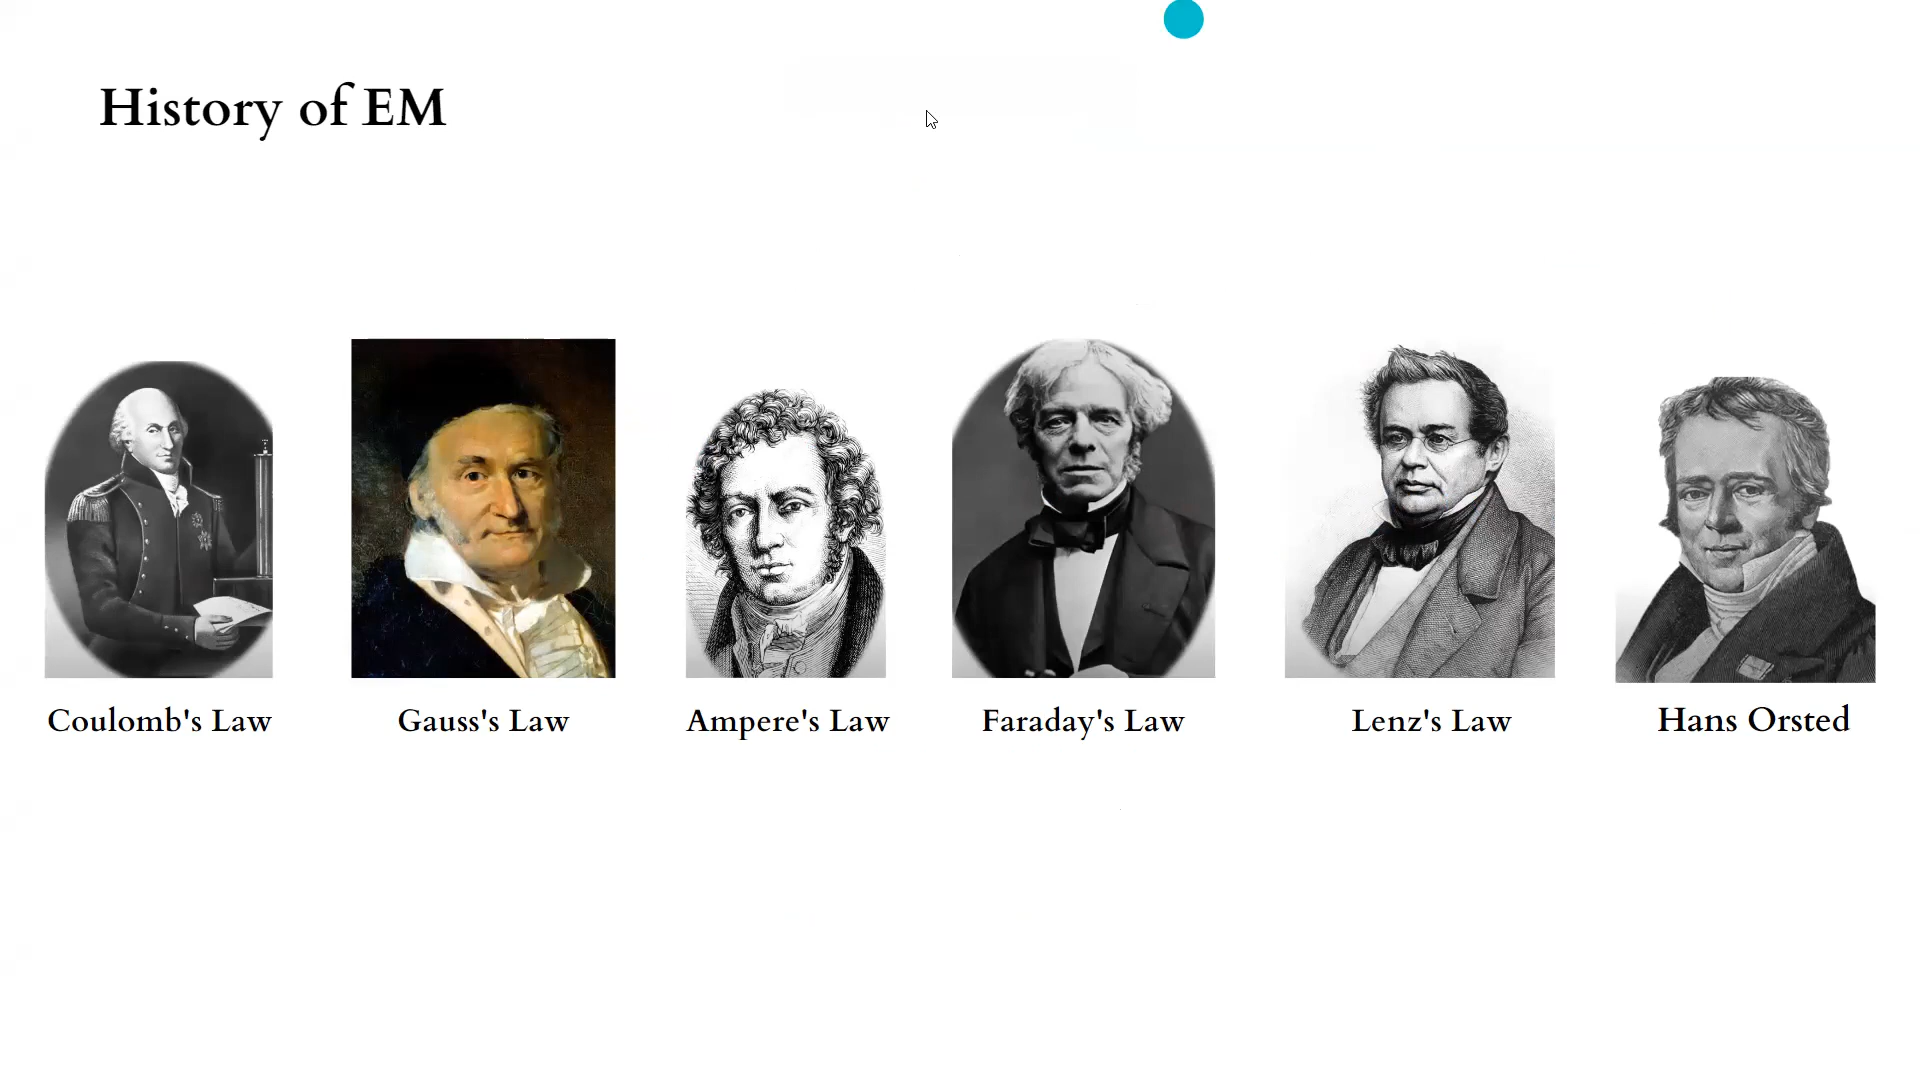 History of EM
Coulomb's Law
Gauss's Law
Ampere's Law
Faraday's Law
Lenz's Law
Hans Orsted